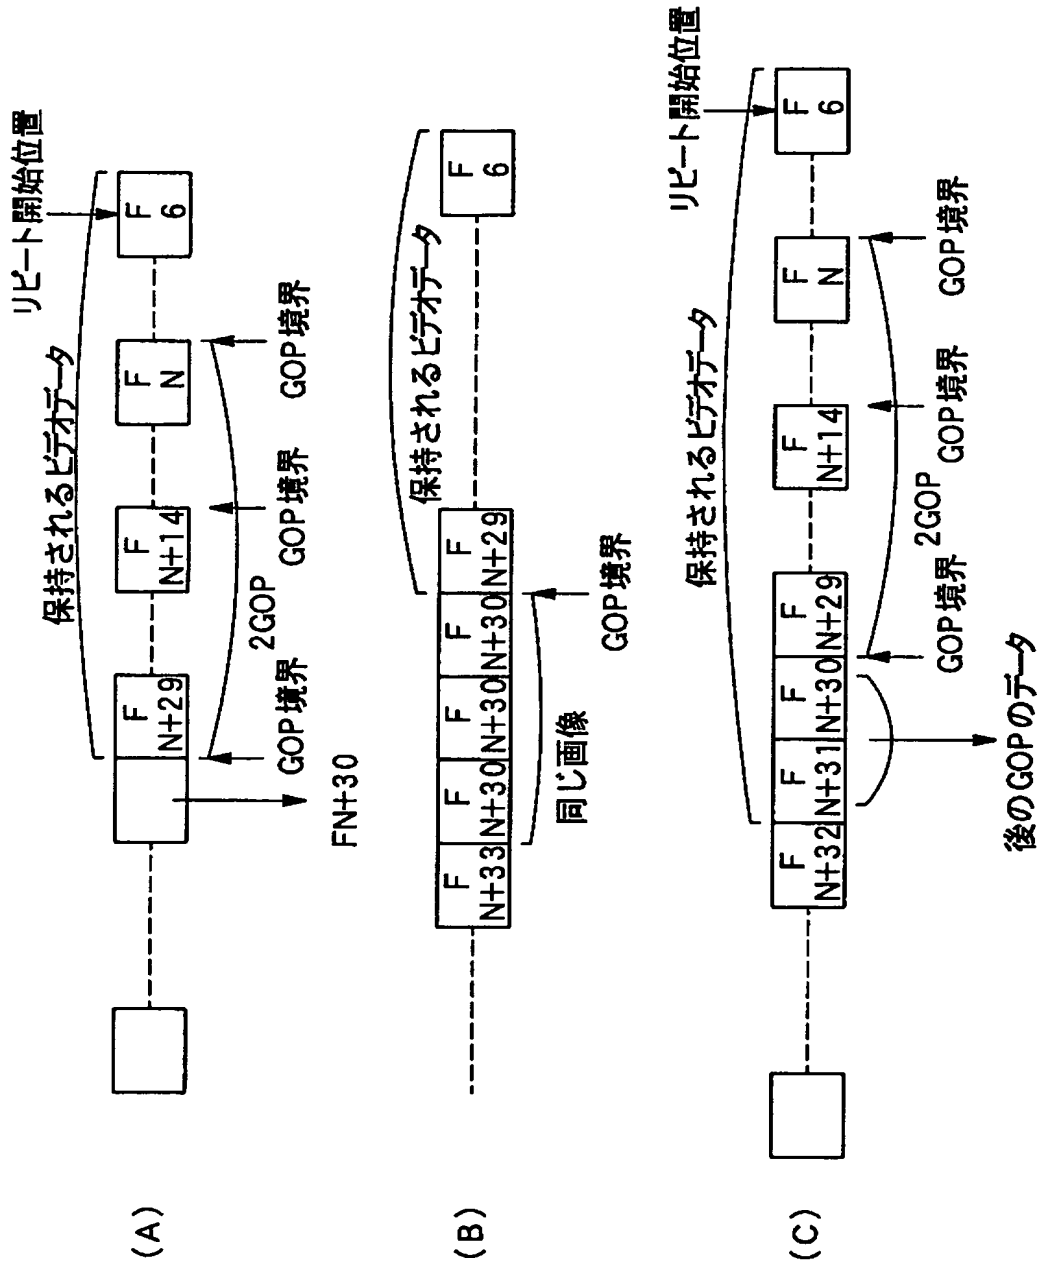 (A)
リピート開始位置
保持されるビデオデータ
F
N+29
F
N+14
F
N
F
6
GOP境界
GOP境界
GOP境界
2GOP
FN+30
(B)
保持されるビデオデータ
F
N+33
F
N+30
F
N+30
F
N+30
F
N+29
F
6
GOP境界
同じ画像
(C)
リピート開始位置
保持されるビデオデータ
F
N+32
F
N+31
F
N+30
F
N+29
F
N+14
F
N
F
6
GOP境界
GOP境界
GOP境界
2GOP
後のGOPのデータ